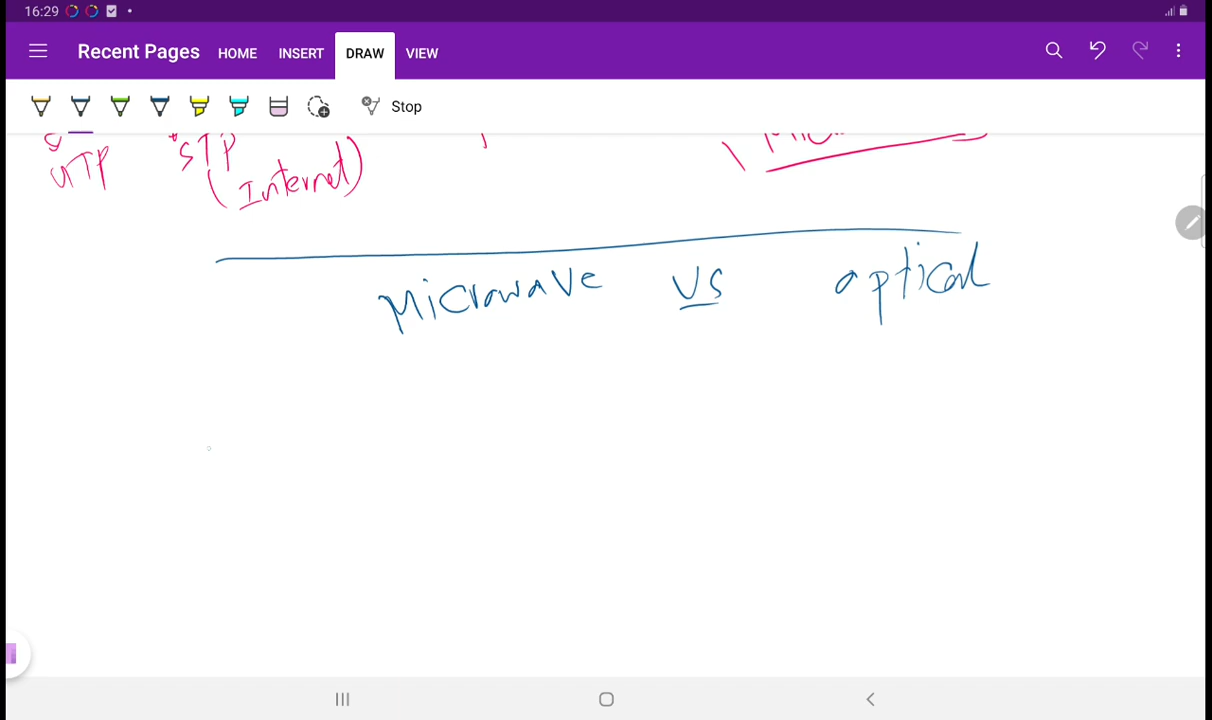 16:29
Recent Pages HOME INSERT DRAW VIEW
Stop
UTP STP
(Internet)
Microwave vs optical